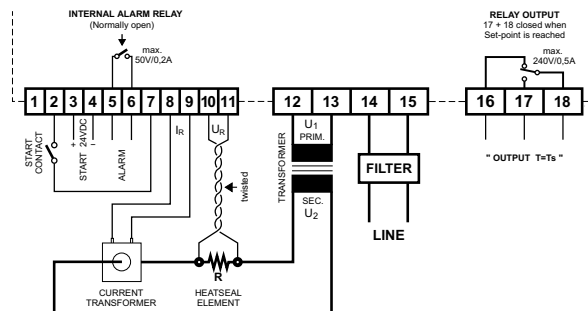 INTERNAL ALARM RELAY
(Normally open)
max.
50V/0,2A
RELAY OUTPUT
17 + 18 closed when
Set-point is reached
max.
240V/0,5A
1 2 3 4 5 6 7 8 9 10 11
12 13 14 15
16 17 18
START
CONTACT
+ –
START 24VDC
ALARM
IR
UR
twisted
TRANSFORMER
U1
PRIM.
SEC.
U2
FILTER
LINE
" OUTPUT T=Ts "
R
CURRENT
TRANSFORMER
HEATSEAL
ELEMENT